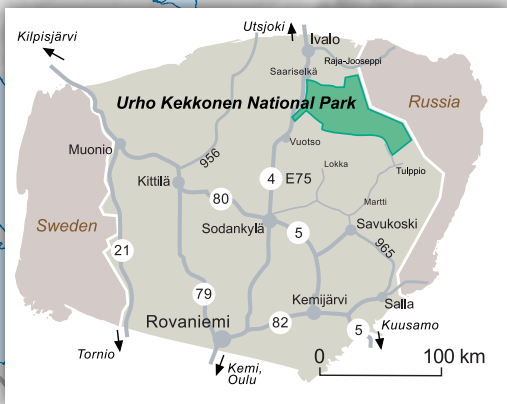 Utsjoki
Kilpisjärvi
Ivalo
Raja-Jooseppi
Saariselkä
Urho Kekkonen National Park
Russia
Vuotso
Muonio
956
Lokka
Tulppio
Kittilä
4
E75
80
Martti
Sweden
Sodankylä
5
Savukoski
965
21
79
Kemijärvi
Salla
Rovaniemi
82
5
Kuusamo
Tornio
Kemi,
Oulu
0
100 km